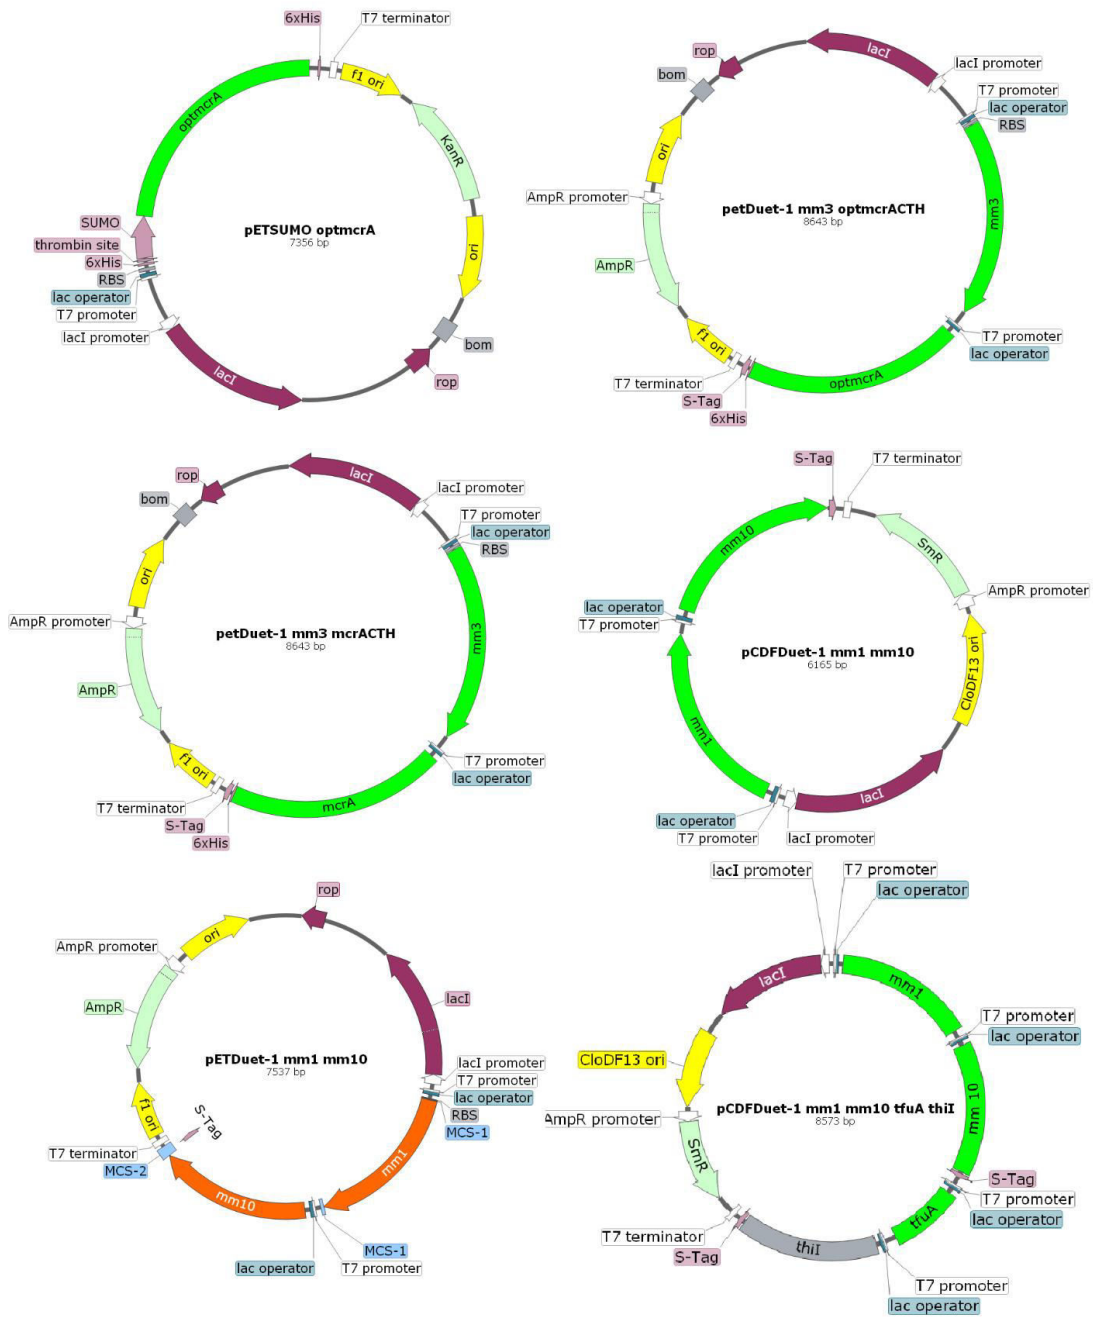 6xHis
T7 terminator
f1 ori
KanR
ori
bom
rop
lacI
lacI promoter
T7 promoter
lac operator
RBS
6xHis
thrombin site
SUMO
optmcrA
pETSUMO optmcrA
7356 bp
lacI
lacI promoter
T7 promoter
lac operator
RBS
mm3
T7 promoter
lac operator
optmcrA
6xHis
S-Tag
T7 terminator
f1 ori
AmpR
AmpR promoter
ori
bom
rop
petDuet-1 mm3 optmcrACTH
8643 bp
lacI
lacI promoter
T7 promoter
lac operator
RBS
mm3
T7 promoter
lac operator
mcrA
6xHis
S-Tag
T7 terminator
f1 ori
AmpR
AmpR promoter
ori
bom
rop
petDuet-1 mm3 mcrACTH
8643 bp
S-Tag
T7 terminator
SmR
AmpR promoter
CloDF13 ori
lacI
lacI promoter
T7 promoter
lac operator
mm1
T7 promoter
lac operator
mm10
pCDFDuet-1 mm1 mm10
6165 bp
rop
lacI
lacI promoter
T7 promoter
lac operator
RBS
MCS-1
mm1
MCS-1
T7 promoter
lac operator
mm10
MCS-2
T7 terminator
S-Tag
f1 ori
AmpR
AmpR promoter
ori
pETDuet-1 mm1 mm10
7537 bp
lacI promoter
T7 promoter
lac operator
mm1
T7 promoter
lac operator
mm 10
S-Tag
T7 promoter
lac operator
tfuA
T7 promoter
lac operator
thiI
S-Tag
T7 terminator
SmR
AmpR promoter
CloDF13 ori
lacI
pCDFDuet-1 mm1 mm10 tfuA thiI
8573 bp